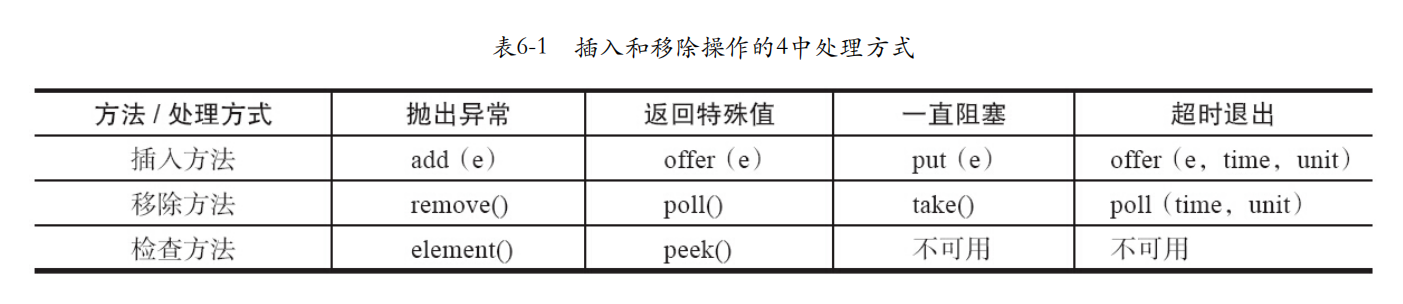 表6-1 插入和移除操作的4中处理方式
方法 / 处理方式 抛出异常 返回特殊值 一直阻塞 超时退出
插入方法 add（e） offer（e） put（e） offer（e，time，unit）
移除方法 remove() poll() take() poll（time，unit）
检查方法 element() peek() 不可用 不可用